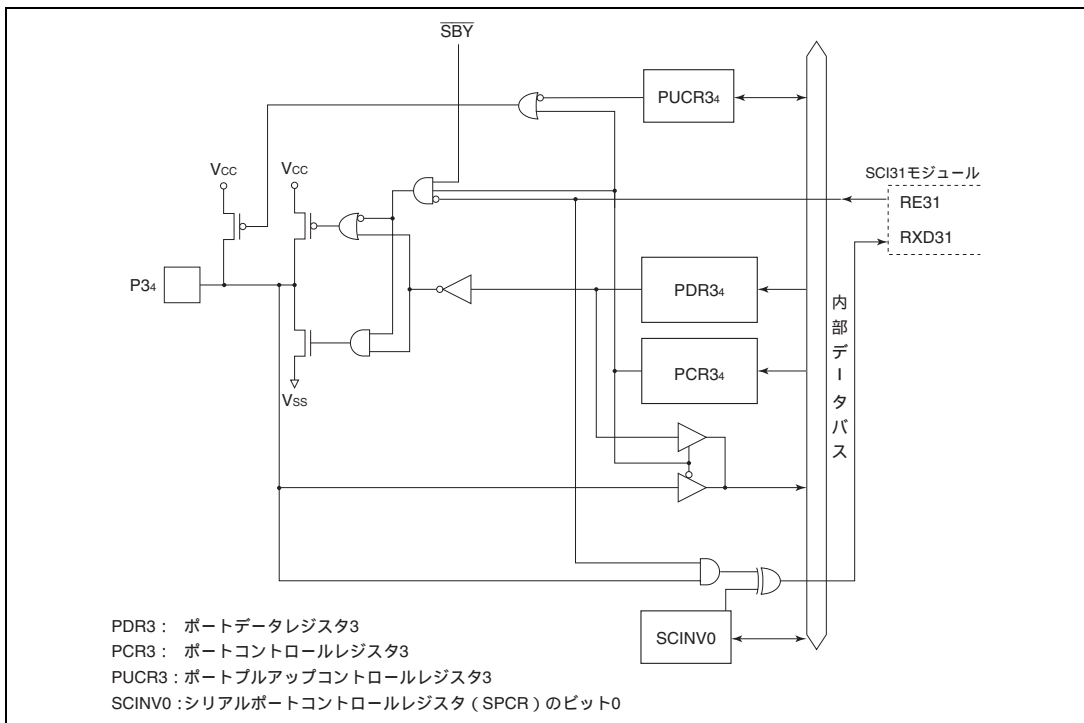 SBY
PUCR34
VCC
VCC
SCI31モジュール
RE31
RXD31
P34
PDR34
PCR34
内部データバス
VSS
SCINV0
PDR3： ポートデータレジスタ3
PCR3： ポートコントロールレジスタ3
PUCR3：ポートプルアップコントロールレジスタ3
SCINV0：シリアルポートコントロールレジスタ（SPCR）のビット0